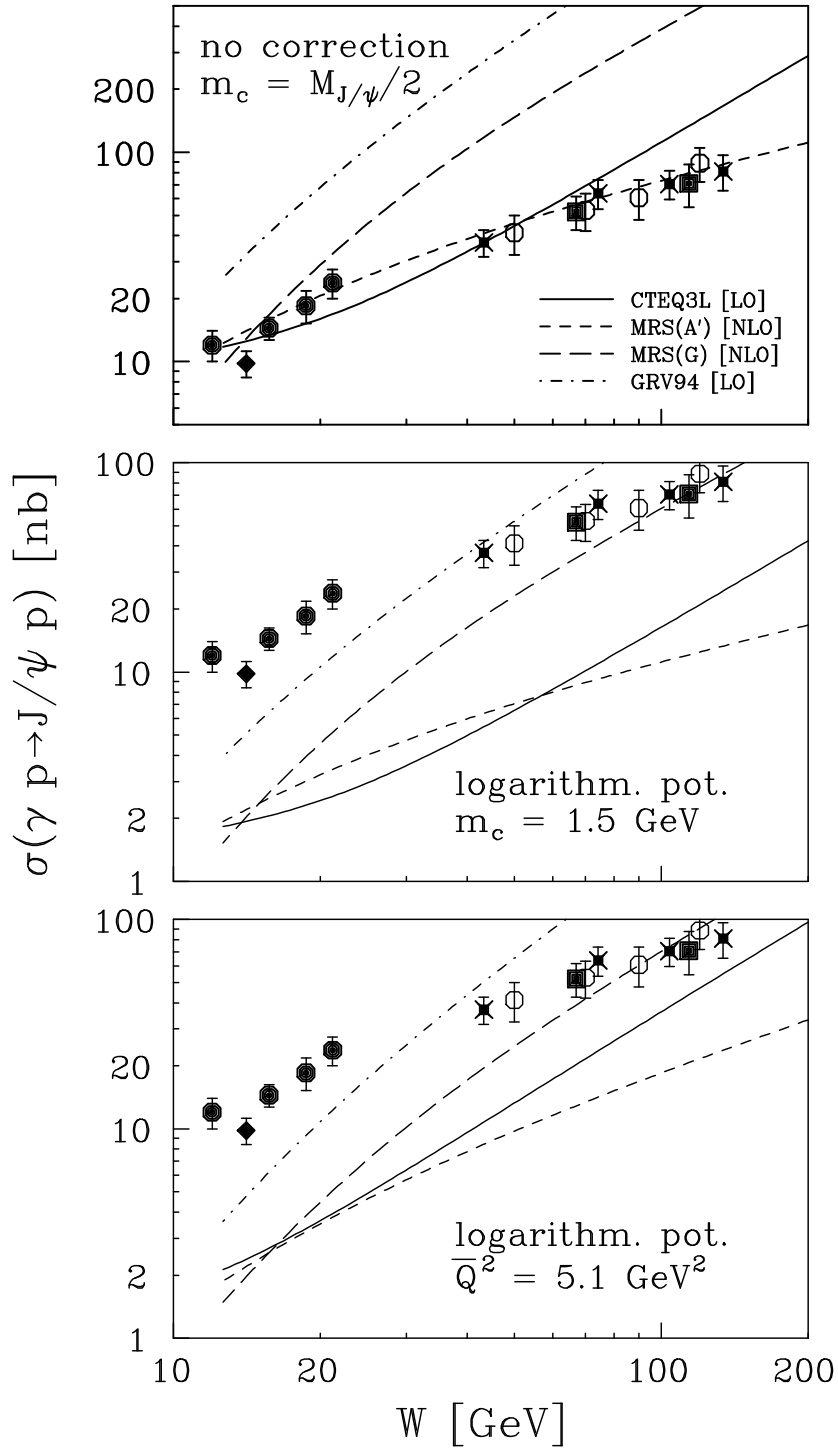 no correction
m_c = M_J/ψ/2
200
100
20
10
CTEQ3L [LO]
MRS(A') [NLO]
MRS(G) [NLO]
GRV94 [LO]
σ(γ p→J/ψ p) [nb]
100
20
10
2
1
logarithm. pot.
m_c = 1.5 GeV
100
20
10
2
1
logarithm. pot.
Q̅² = 5.1 GeV²
10 20 100 200
W [GeV]